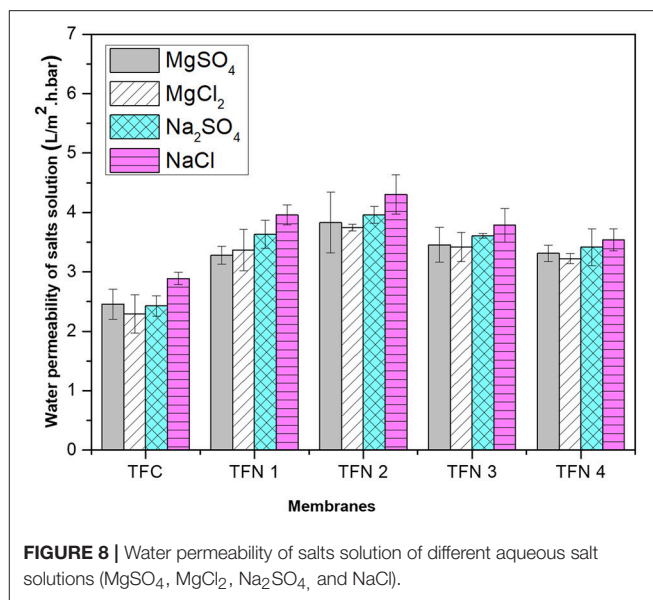 Water permeability of salts solution (L/m².h.bar)
7
6
5
4
3
2
1
0
MgSO₄
MgCl₂
Na₂SO₄
NaCl
TFC TFN 1 TFN 2 TFN 3 TFN 4
Membranes
FIGURE 8 | Water permeability of salts solution of different aqueous salt
solutions (MgSO₄, MgCl₂, Na₂SO₄, and NaCl).